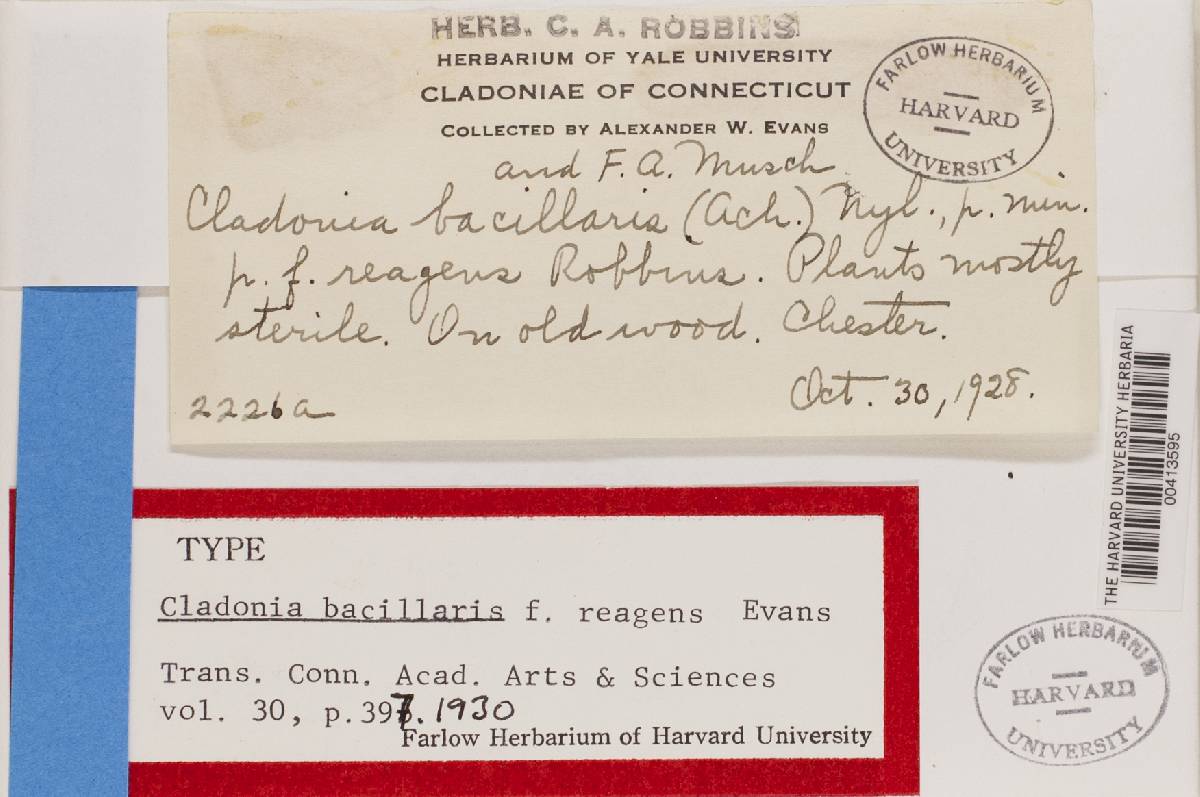 HERB. C. A. ROBBINS
HERBARIUM OF YALE UNIVERSITY
CLADONIAE OF CONNECTICUT
COLLECTED BY ALEXANDER W. EVANS
and F. A. Musch
FARLOW HERBARIUM
HARVARD
UNIVERSITY
Cladonia bacillaris (Ach.) Nyl., p. min.
p. f. reagens Robbins. Plants mostly
sterile. On old wood. Chester.
2226a
Oct. 30, 1928.
THE HARVARD UNIVERSITY HERBARIA
00413595
TYPE
Cladonia bacillaris f. reagens Evans
Trans. Conn. Acad. Arts & Sciences
vol. 30, p. 397. 1930
Farlow Herbarium of Harvard University
FARLOW HERBARIUM
HARVARD
UNIVERSITY